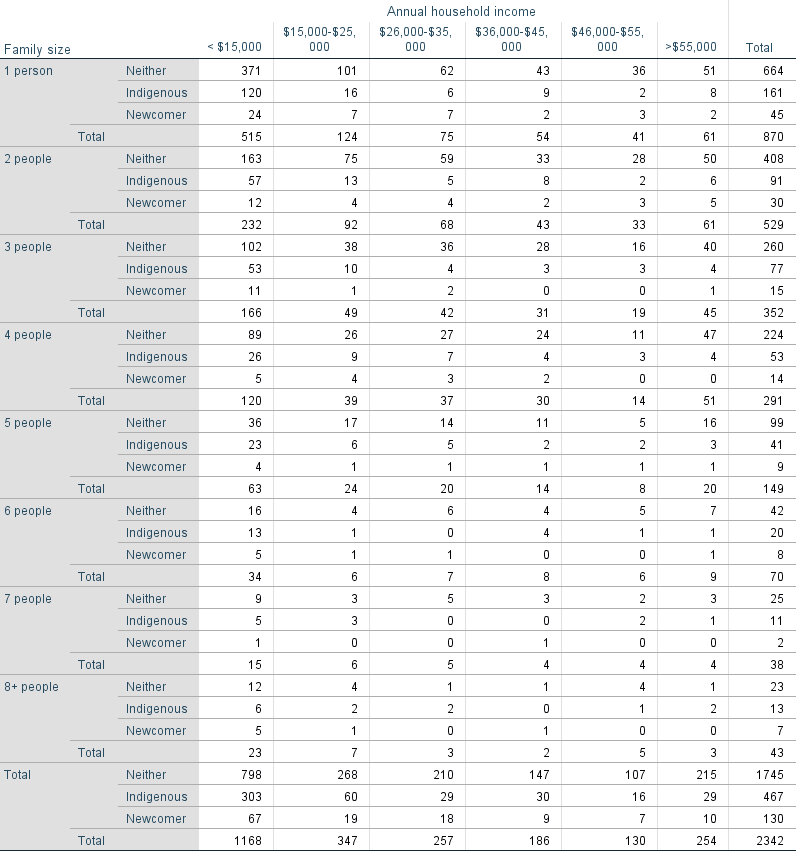 Annual household income
Family size < $15,000 $15,000-$25,000 $26,000-$35,000 $36,000-$45,000 $46,000-$55,000 >$55,000 Total
1 person Neither 371 101 62 43 36 51 664
Indigenous 120 16 6 9 2 8 161
Newcomer 24 7 7 2 3 2 45
Total 515 124 75 54 41 61 870
2 people Neither 163 75 59 33 28 50 408
Indigenous 57 13 5 8 2 6 91
Newcomer 12 4 4 2 3 5 30
Total 232 92 68 43 33 61 529
3 people Neither 102 38 36 28 16 40 260
Indigenous 53 10 4 3 3 4 77
Newcomer 11 1 2 0 0 1 15
Total 166 49 42 31 19 45 352
4 people Neither 89 26 27 24 11 47 224
Indigenous 26 9 7 4 3 4 53
Newcomer 5 4 3 2 0 0 14
Total 120 39 37 30 14 51 291
5 people Neither 36 17 14 11 5 16 99
Indigenous 23 6 5 2 2 3 41
Newcomer 4 1 1 1 1 1 9
Total 63 24 20 14 8 20 149
6 people Neither 16 4 6 4 5 7 42
Indigenous 13 1 0 4 1 1 20
Newcomer 5 1 1 0 0 1 8
Total 34 6 7 8 6 9 70
7 people Neither 9 3 5 3 2 3 25
Indigenous 5 3 0 0 2 1 11
Newcomer 1 0 0 1 0 0 2
Total 15 6 5 4 4 4 38
8+ people Neither 12 4 1 1 4 1 23
Indigenous 6 2 2 0 1 2 13
Newcomer 5 1 0 1 0 0 7
Total 23 7 3 2 5 3 43
Total Neither 798 268 210 147 107 215 1745
Indigenous 303 60 29 30 16 29 467
Newcomer 67 19 18 9 7 10 130
Total 1168 347 257 186 130 254 2342